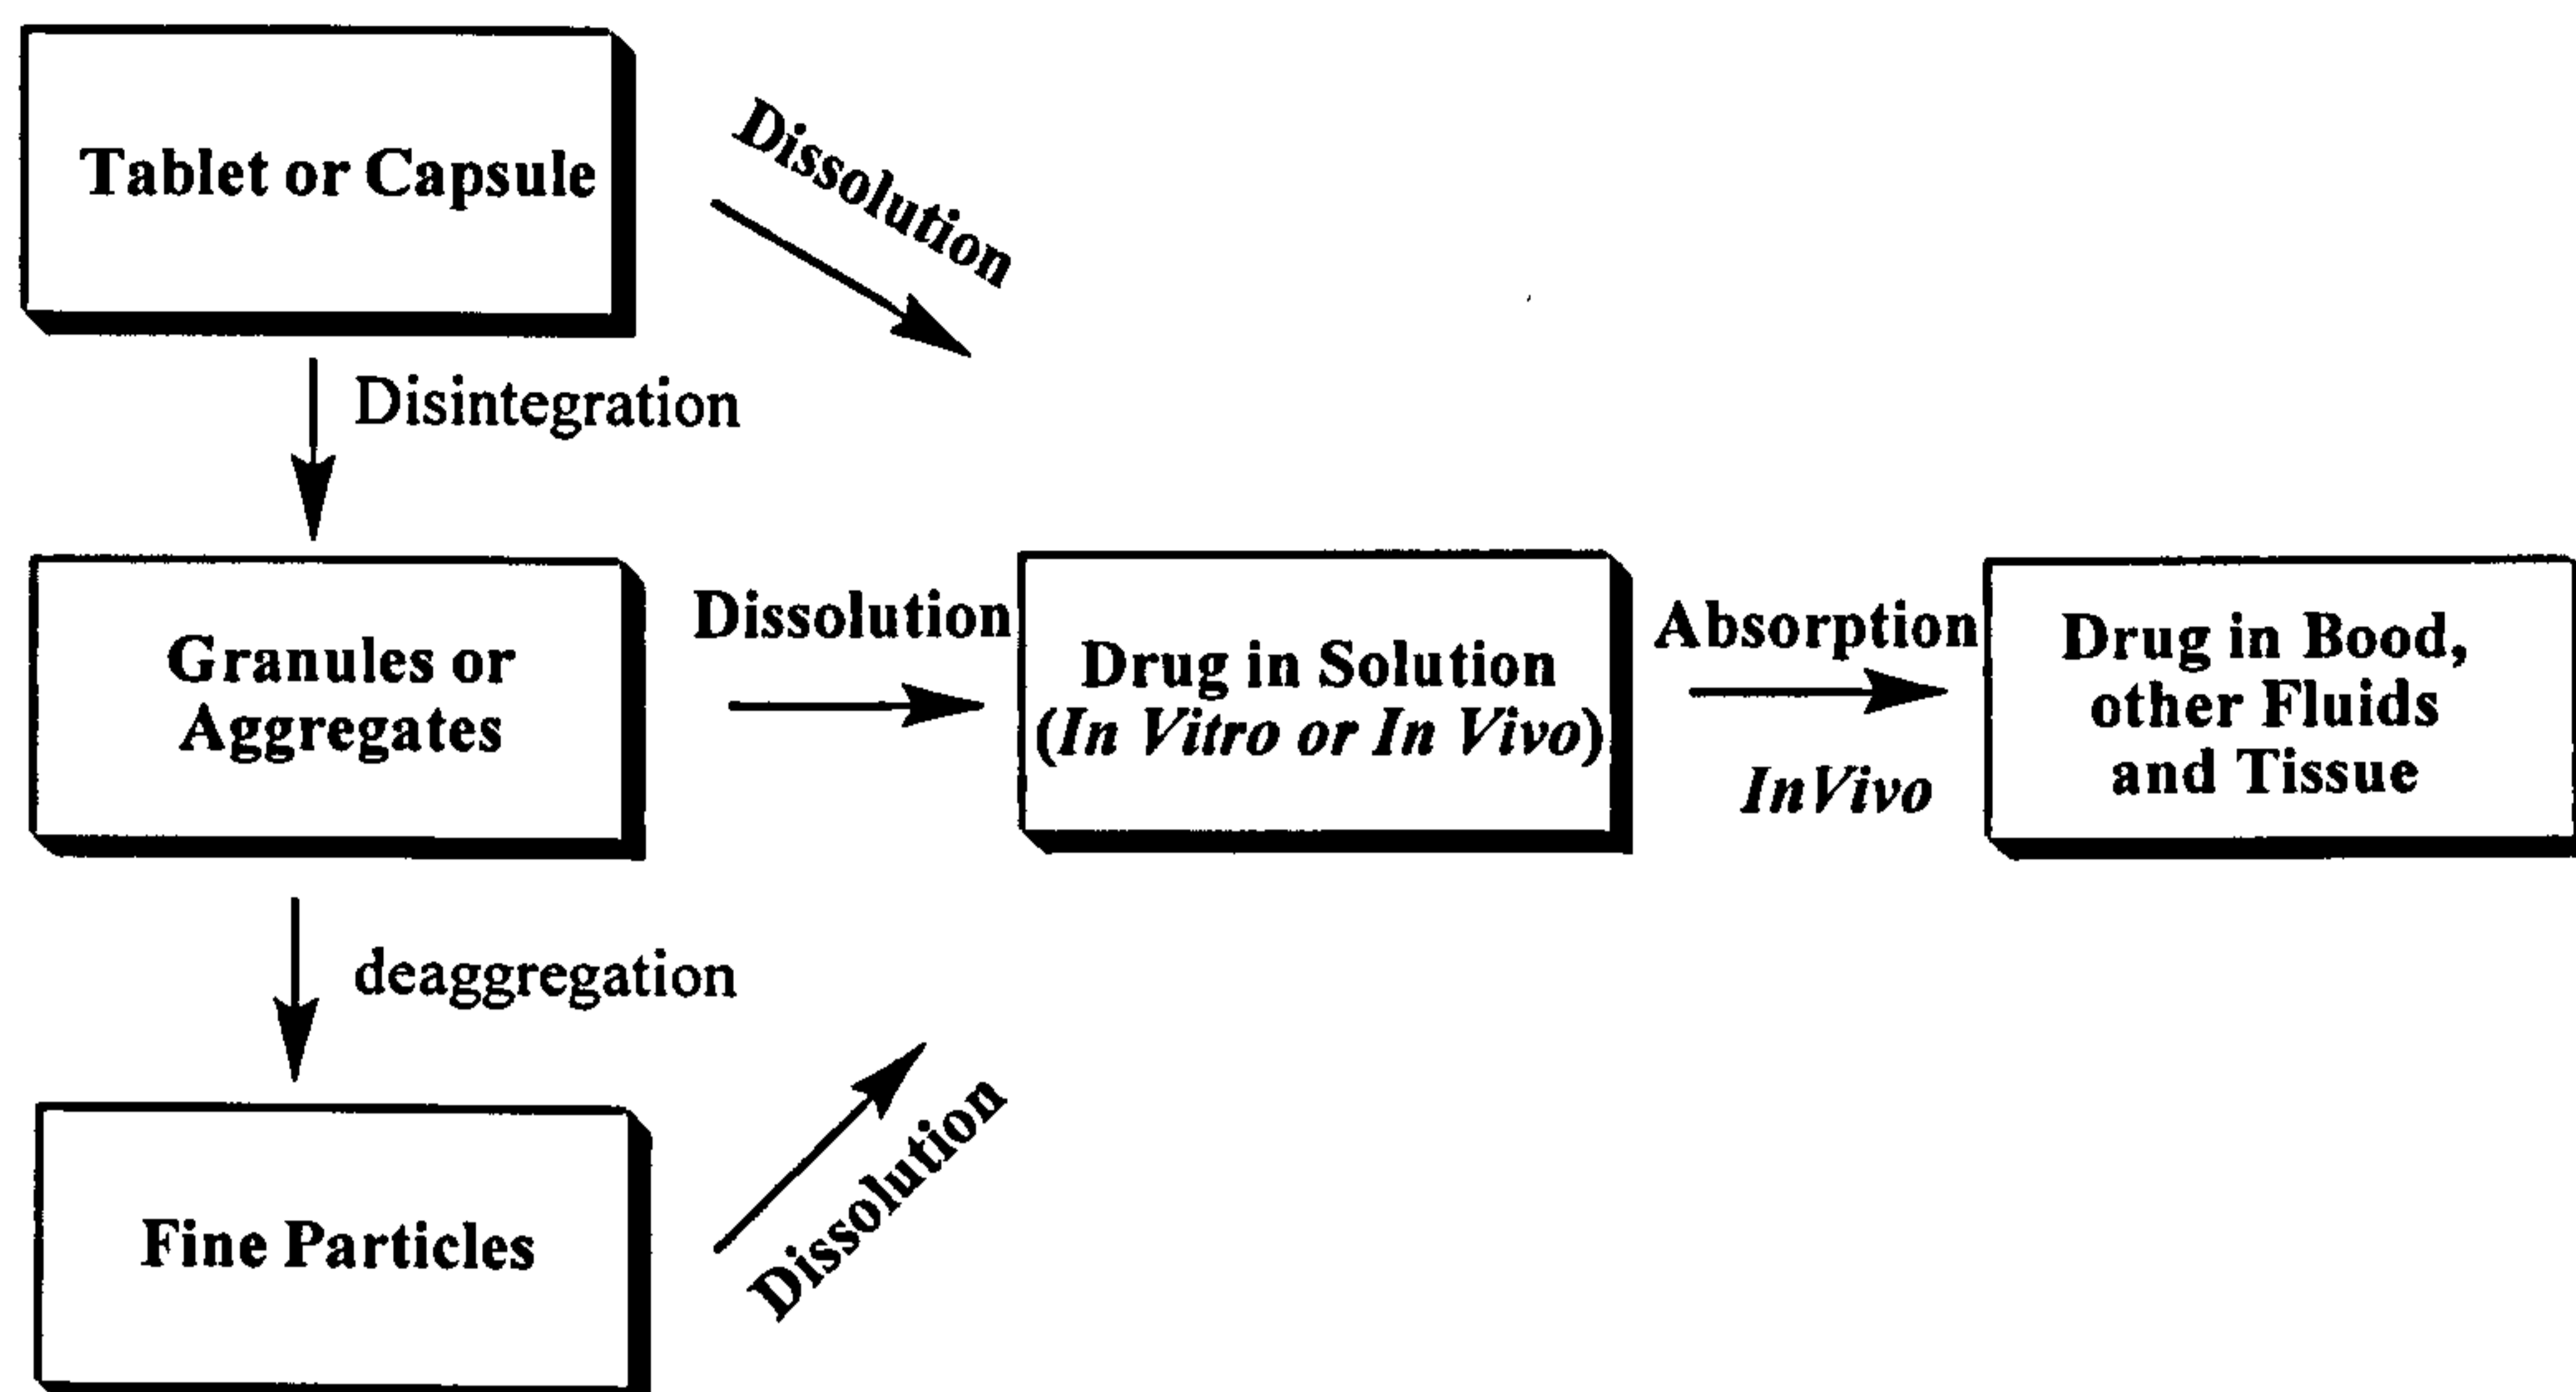 Tablet or Capsule
Dissolution
Disintegration
Granules or
Aggregates
Dissolution
Drug in Solution
(In Vitro or In Vivo)
Absorption
InVivo
Drug in Bood,
other Fluids
and Tissue
deaggregation
Fine Particles
Dissolution